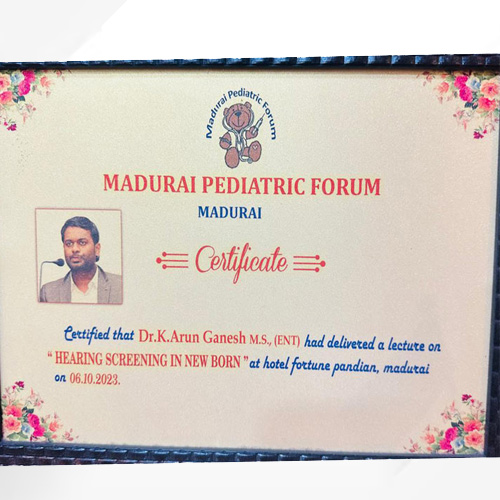 Madurai Pediatric Forum
MADURAI PEDIATRIC FORUM
MADURAI
Certificate
Certified that Dr.K.Arun Ganesh M.S., (ENT) had delivered a lecture on
“ HEARING SCREENING IN NEW BORN ” at hotel fortune pandian, madurai
on 06.10.2023.